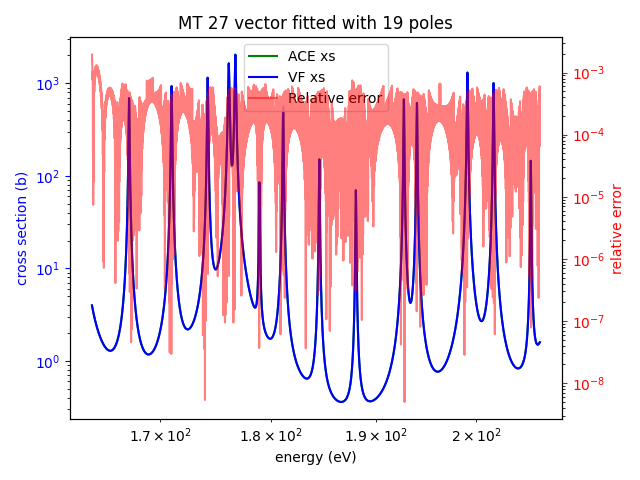 MT 27 vector fitted with 19 poles
ACE xs
VF xs
Relative error
cross section (b)
10³
10²
10¹
10⁰
relative error
10⁻³
10⁻⁴
10⁻⁵
10⁻⁶
10⁻⁷
10⁻⁸
1.7 × 10²
1.8 × 10²
1.9 × 10²
2 × 10²
energy (eV)